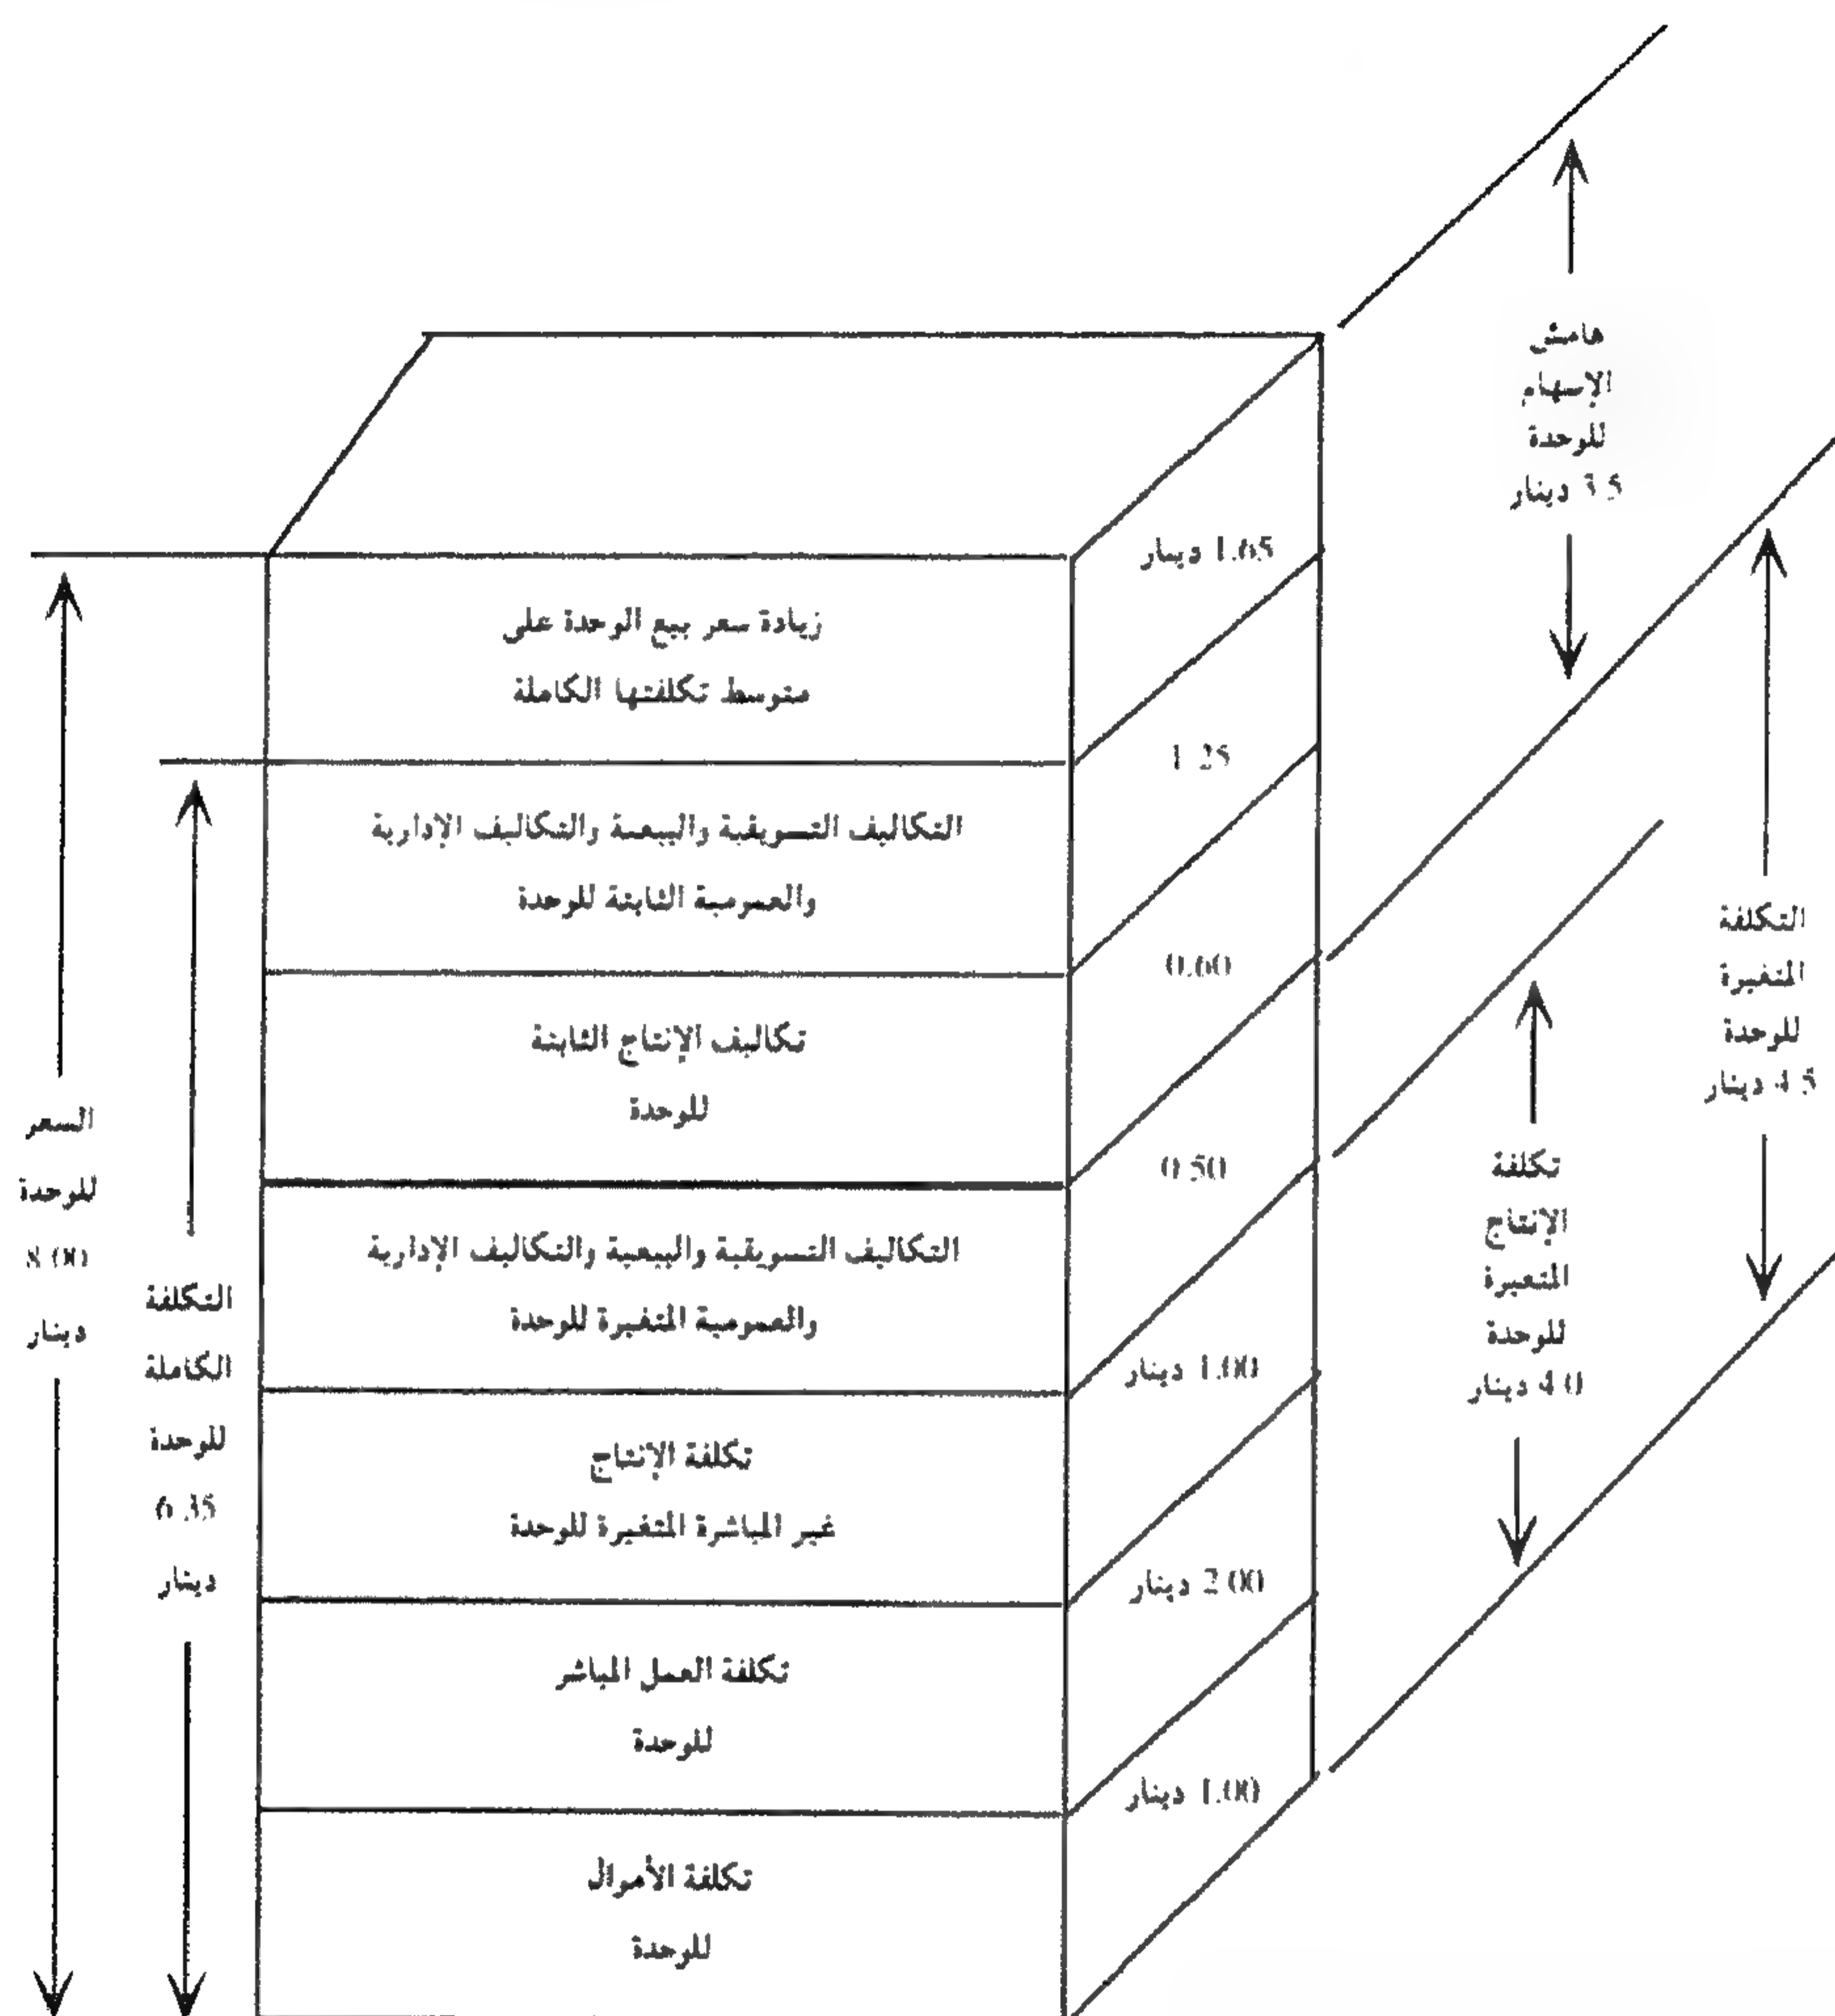 هامش
الإسهام
للوحدة
3.5 دينار
1.65 دينار
زيادة سعر بيع الوحدة على
متوسط تكلفتها الكاملة
1.25
التكاليف التسويقية والبيعية والتكاليف الإدارية
والعمومية الثابتة للوحدة
0.60
تكاليف الإنتاج الثابتة
للوحدة
0.50
التكاليف التسويقية والبيعية والتكاليف الإدارية
والعمومية المتغيرة للوحدة
1.00 دينار
تكلفة الإنتاج
غير المباشرة المتغيرة للوحدة
2.00 دينار
تكلفة العمل المباشر
للوحدة
1.00 دينار
تكلفة الأموال
للوحدة
التكلفة
المتغيرة
للوحدة
4.5 دينار
تكلفة
الإنتاج
المتغيرة
للوحدة
4.0 دينار
السعر
للوحدة
8.00
دينار
التكلفة
الكاملة
للوحدة
6.35
دينار